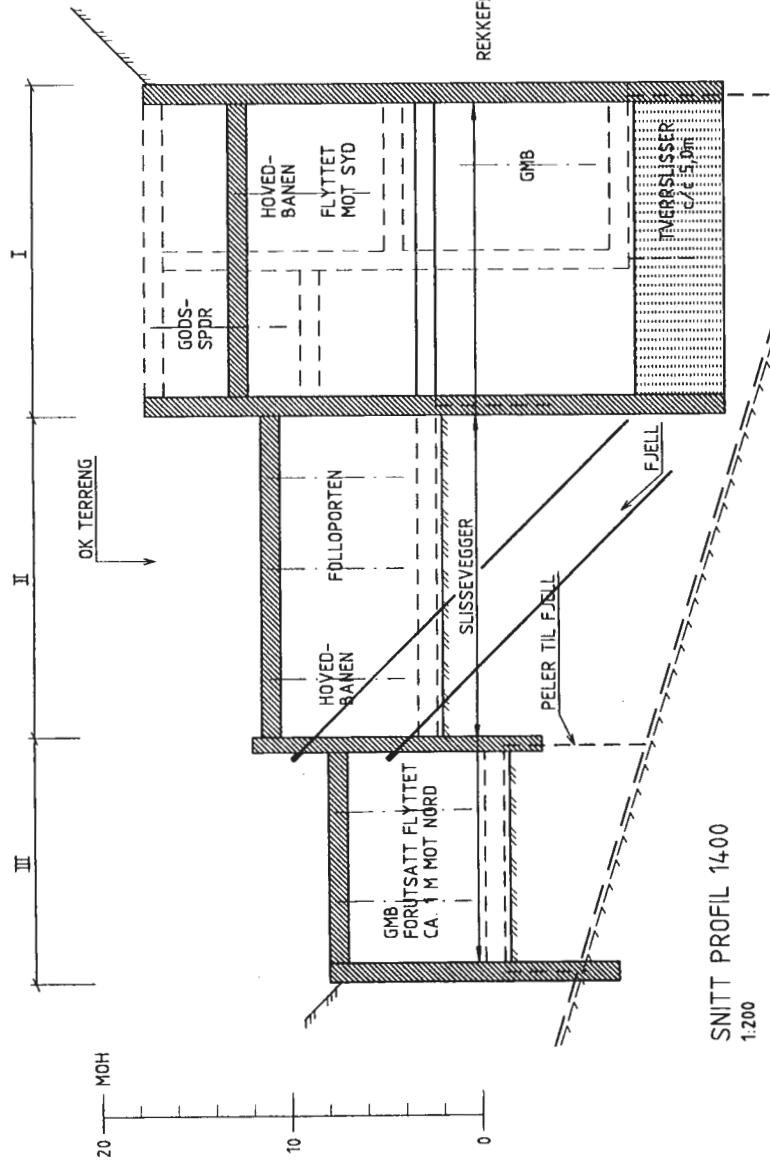 I
II
III
OK TERRENG
GODS-
SPOR
HOVED-
BANEN
FLYTTET
MOT SYD
GMB
TVERRSLISSER
c/c 5,0m
REKKEF
FOLLOPORTEN
HOVED-
BANEN
SLISSEVEGGER
FJELL
PELER TIL FJELL
GMB
FORUTSATT FLYTTET
CA. 1 M MOT NORD
MOH
20
10
0
SNITT PROFIL 1400
1:200